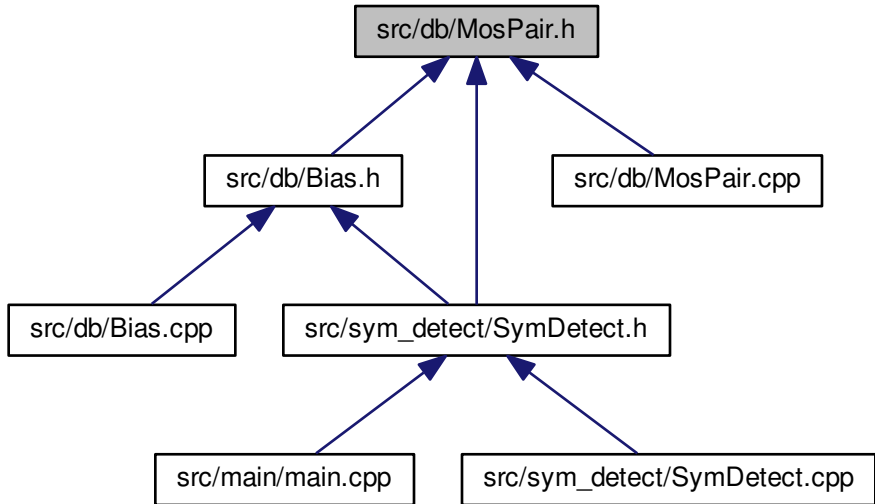 src/db/MosPair.h
src/db/Bias.h
src/db/MosPair.cpp
src/db/Bias.cpp
src/sym_detect/SymDetect.h
src/main/main.cpp
src/sym_detect/SymDetect.cpp